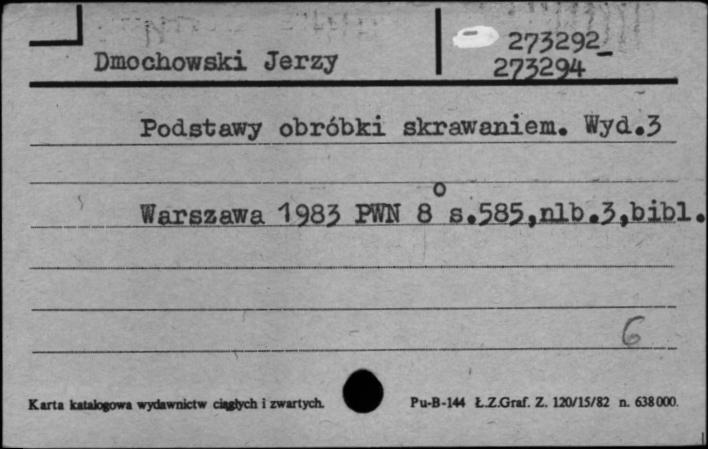 273292-
Dmochowski Jerzy 273294
Podstawy obróbki skrawaniem. Wyd.3
Warszawa 1983 PWN 8° s.585,nlb.3,bibl.
6
Karta katalogowa wydawnictw ciągłych i zwartych. Pu-B-144 Ł.Z.Graf. Z. 120/15/82 n. 638000.